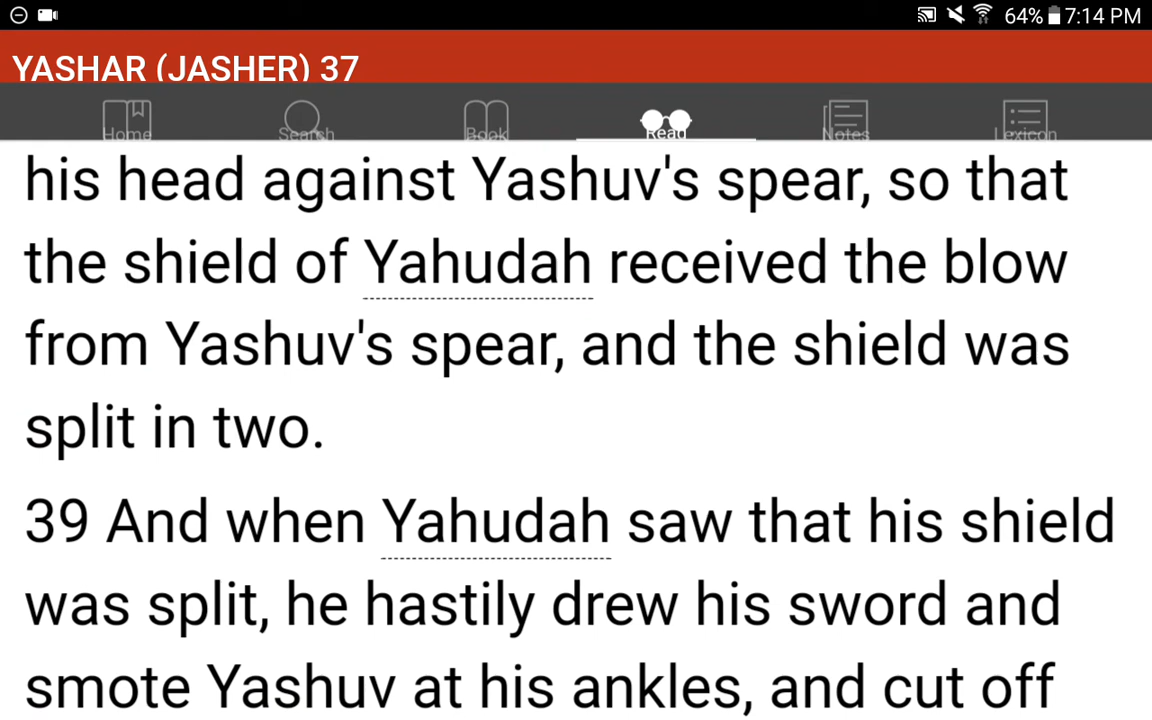 64% 7:14 PM
YASHAR (JASHER) 37
Home Search Book Read Notes Lexicon
his head against Yashuv's spear, so that
the shield of Yahudah received the blow
from Yashuv's spear, and the shield was
split in two.
39 And when Yahudah saw that his shield
was split, he hastily drew his sword and
smote Yashuv at his ankles, and cut off